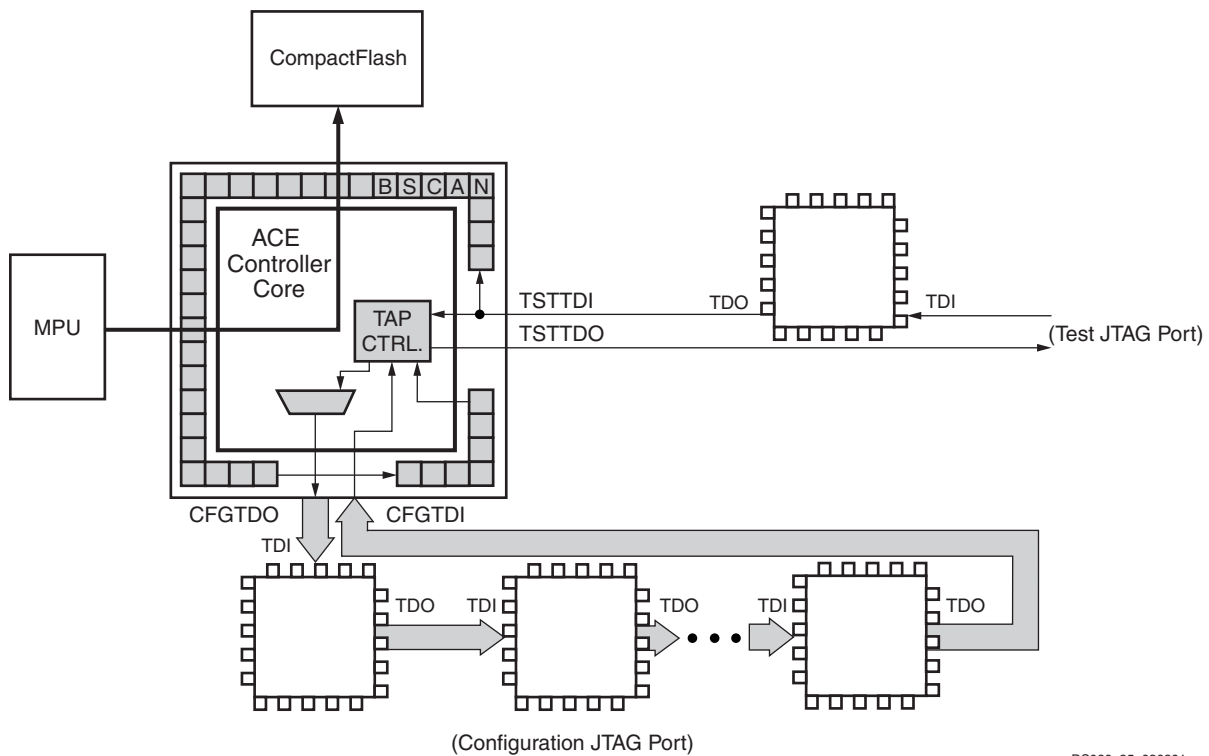 CompactFlash
B S C A N
ACE
Controller
Core
MPU
TAP
CTRL.
TSTTDI
TSTTDO
TDO
TDI
(Test JTAG Port)
CFGTDO
CFGTDI
TDI
TDO
TDI
TDO
TDI
TDO
(Configuration JTAG Port)